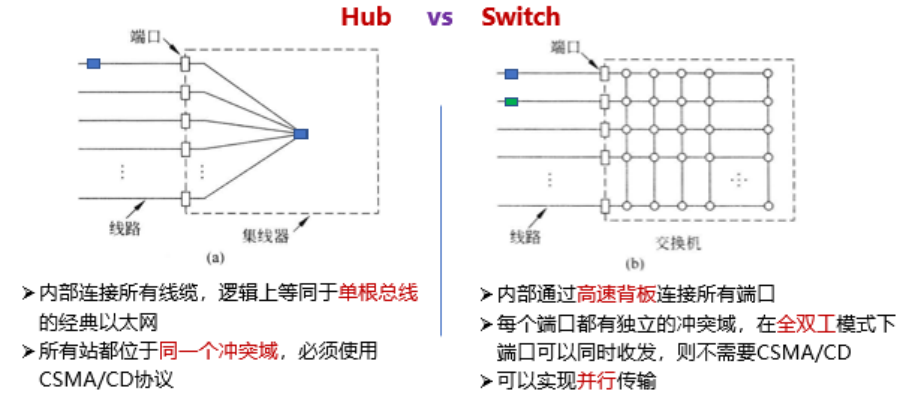 Hub vs Switch
端口
线路
集线器
(a)
➤内部连接所有线缆，逻辑上等同于单根总线
的经典以太网
➤所有站都位于同一个冲突域，必须使用
CSMA/CD协议
端口
线路
交换机
(b)
➤内部通过高速背板连接所有端口
➤每个端口都有独立的冲突域，在全双工模式下
端口可以同时收发，则不需要CSMA/CD
➤可以实现并行传输